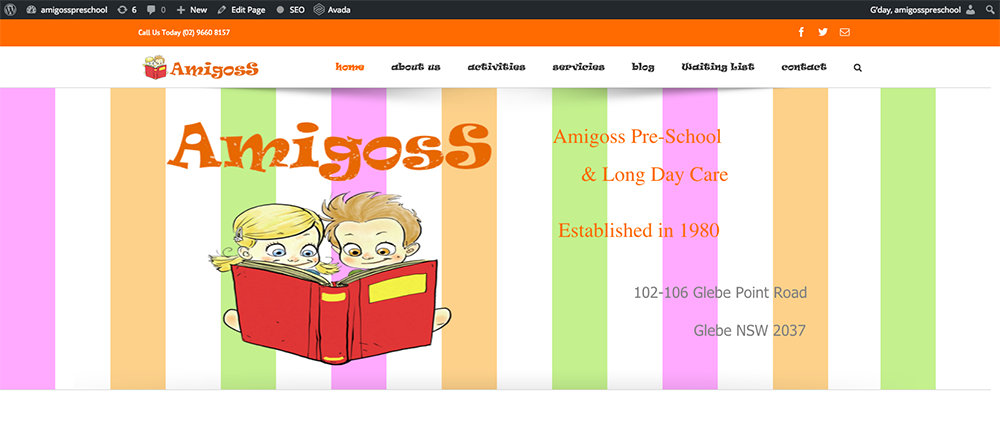 amigosspreschool 6 0 New Edit Page SEO Avada G'day, amigosspreschool
Call Us Today (02) 9660 8157
AmigosS home about us activities servicies blog Waiting List contact
AmigosS
Amigoss Pre-School
& Long Day Care
Established in 1980
102-106 Glebe Point Road
Glebe NSW 2037